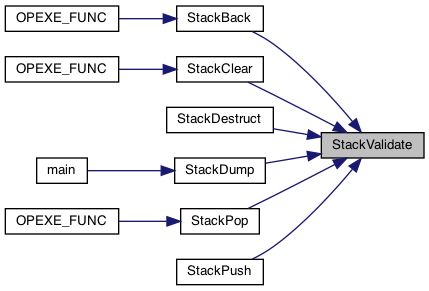 OPEXE_FUNC
StackBack
OPEXE_FUNC
StackClear
StackDestruct
StackValidate
main
StackDump
OPEXE_FUNC
StackPop
StackPush